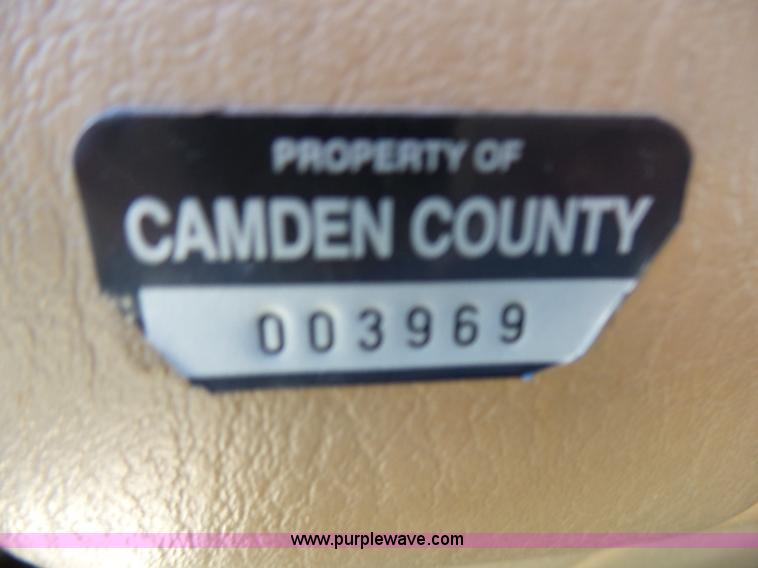 PROPERTY OF
CAMDEN COUNTY
003969
www.purplewave.com